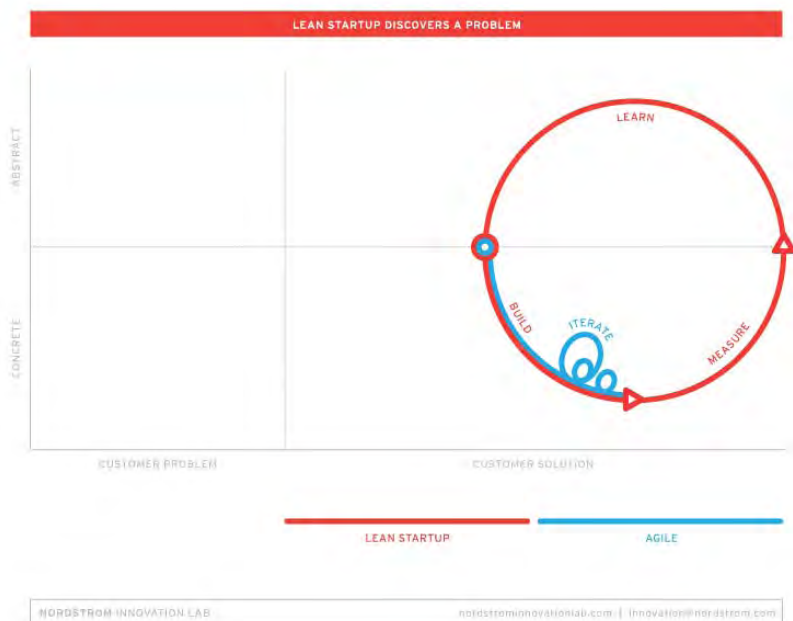 LEAN STARTUP DISCOVERS A PROBLEM
ABSTRACT
CONCRETE
LEARN
BUILD
ITERATE
MEASURE
CUSTOMER PROBLEM
CUSTOMER SOLUTION
LEAN STARTUP
AGILE
NORDSTROM INNOVATION LAB
nordstrominnovationlab.com | innovation@nordstrom.com